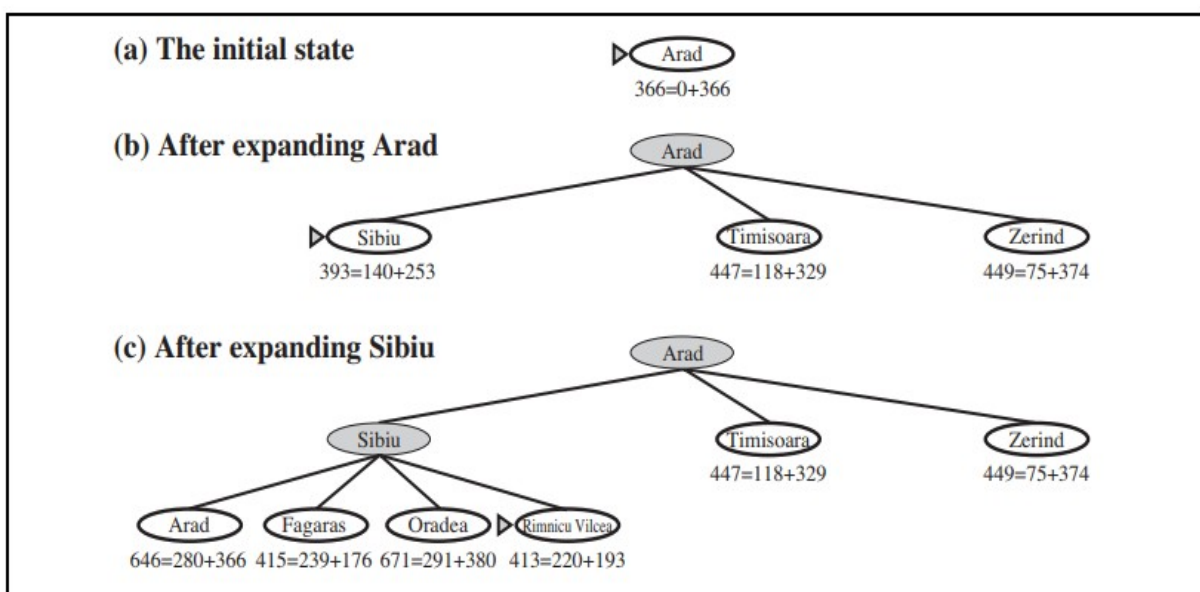 (a) The initial state
Arad
366=0+366
(b) After expanding Arad
Arad
Sibiu
Timisoara
Zerind
393=140+253
447=118+329
449=75+374
(c) After expanding Sibiu
Arad
Sibiu
Timisoara
Zerind
447=118+329
449=75+374
Arad
Fagaras
Oradea
Rimnicu Vilcea
646=280+366
415=239+176
671=291+380
413=220+193